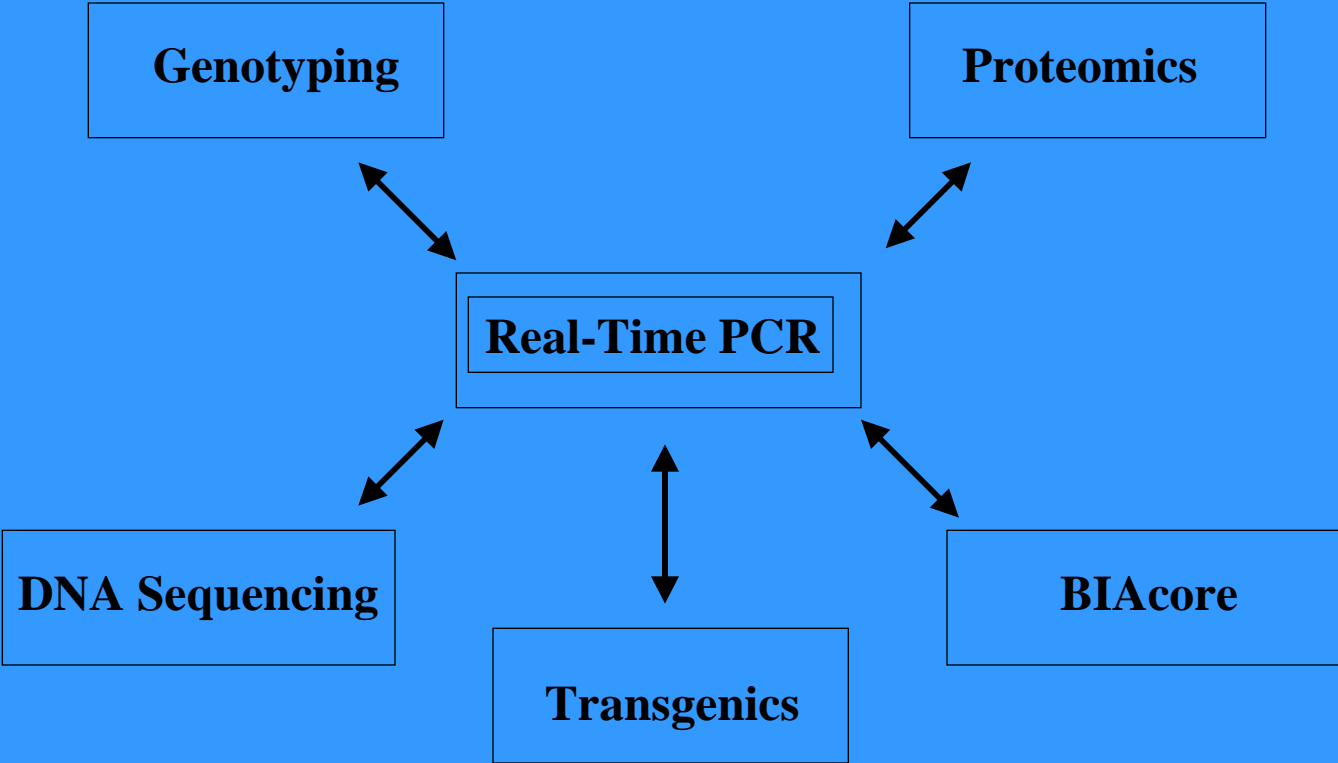 Genotyping
Proteomics
Real-Time PCR
DNA Sequencing
BIAcore
Transgenics